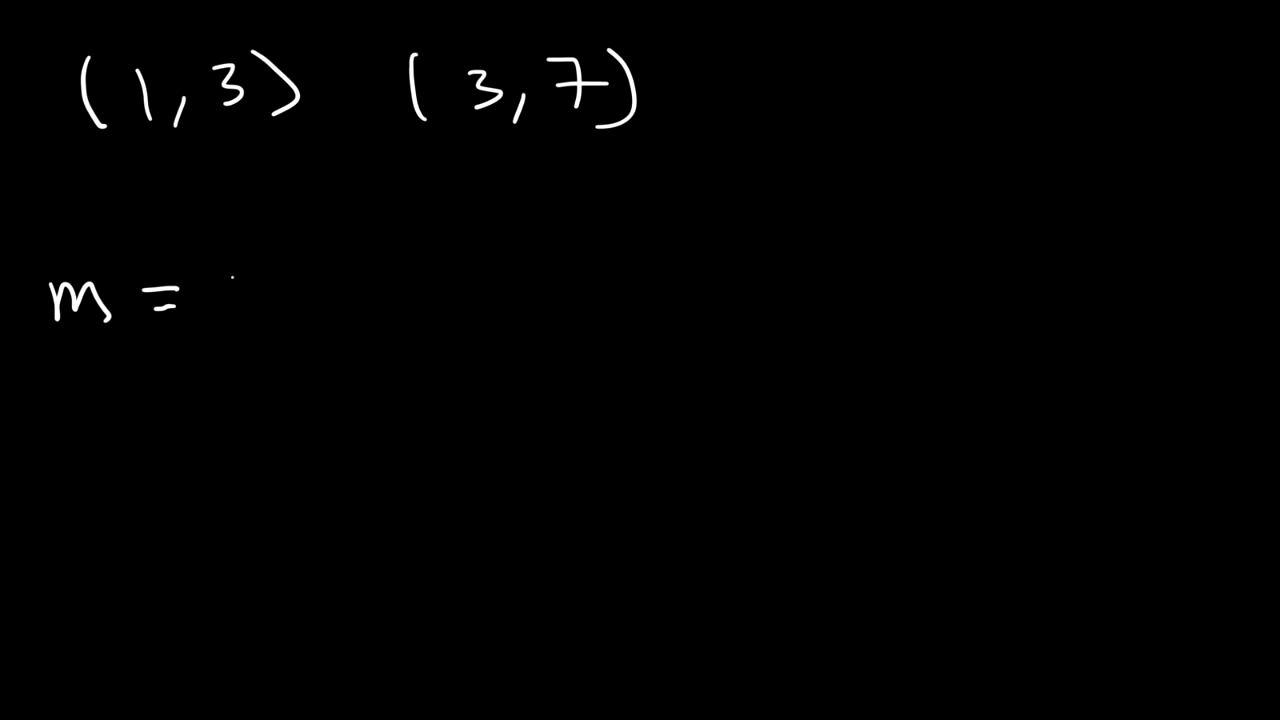 (1,3) (3,7)
m =